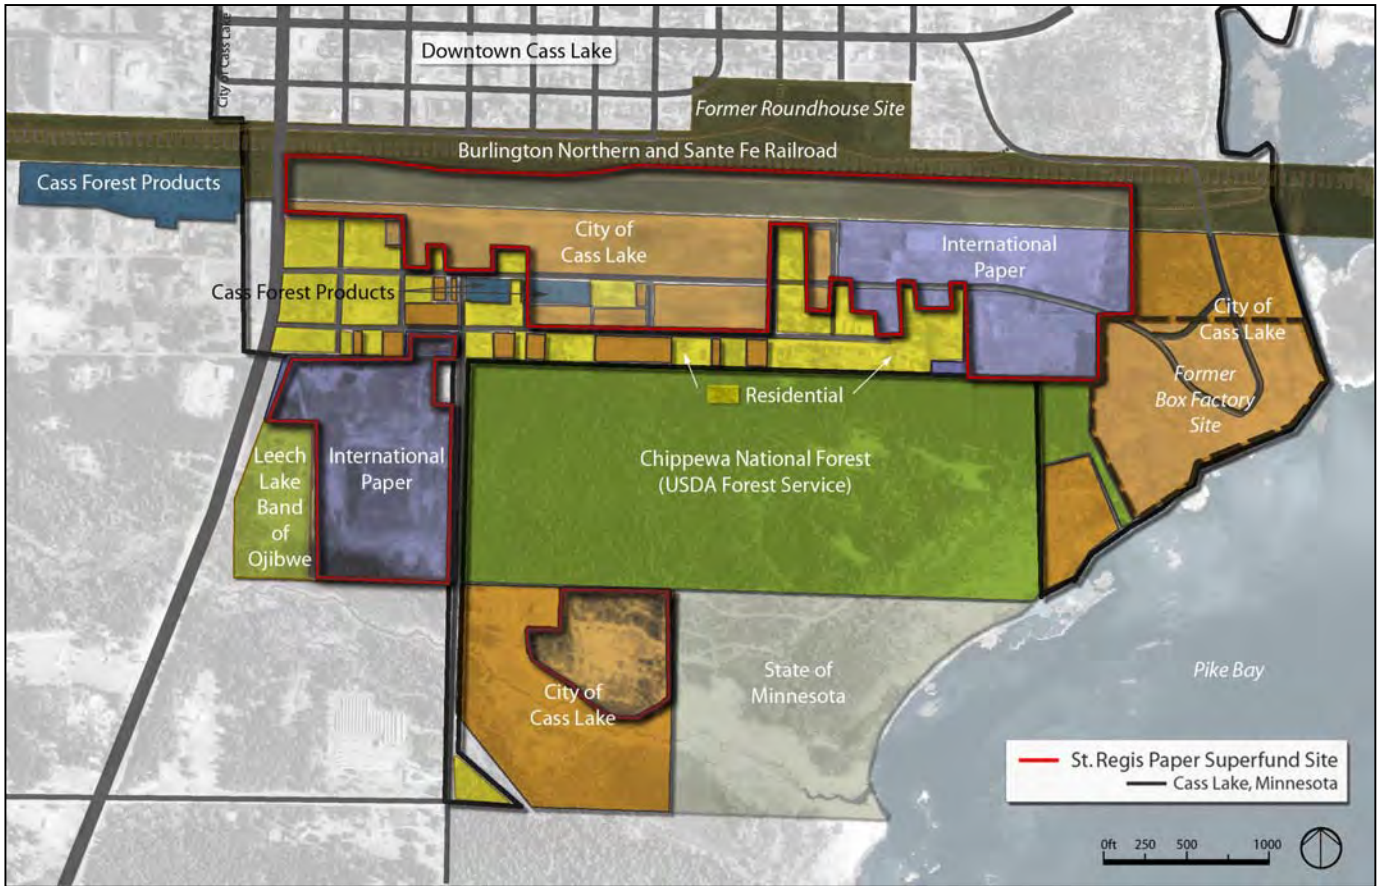 City of Cass Lake
Downtown Cass Lake
Former Roundhouse Site
Burlington Northern and Sante Fe Railroad
Cass Forest Products
City of
Cass Lake
International
Paper
Cass Forest Products
City of
Cass Lake
Former
Box Factory
Site
Residential
Leech
Lake
Band
of
Ojibwe
International
Paper
Chippewa National Forest
(USDA Forest Service)
State of
Minnesota
Pike Bay
City of
Cass Lake
St. Regis Paper Superfund Site
Cass Lake, Minnesota
0ft 250 500 1000